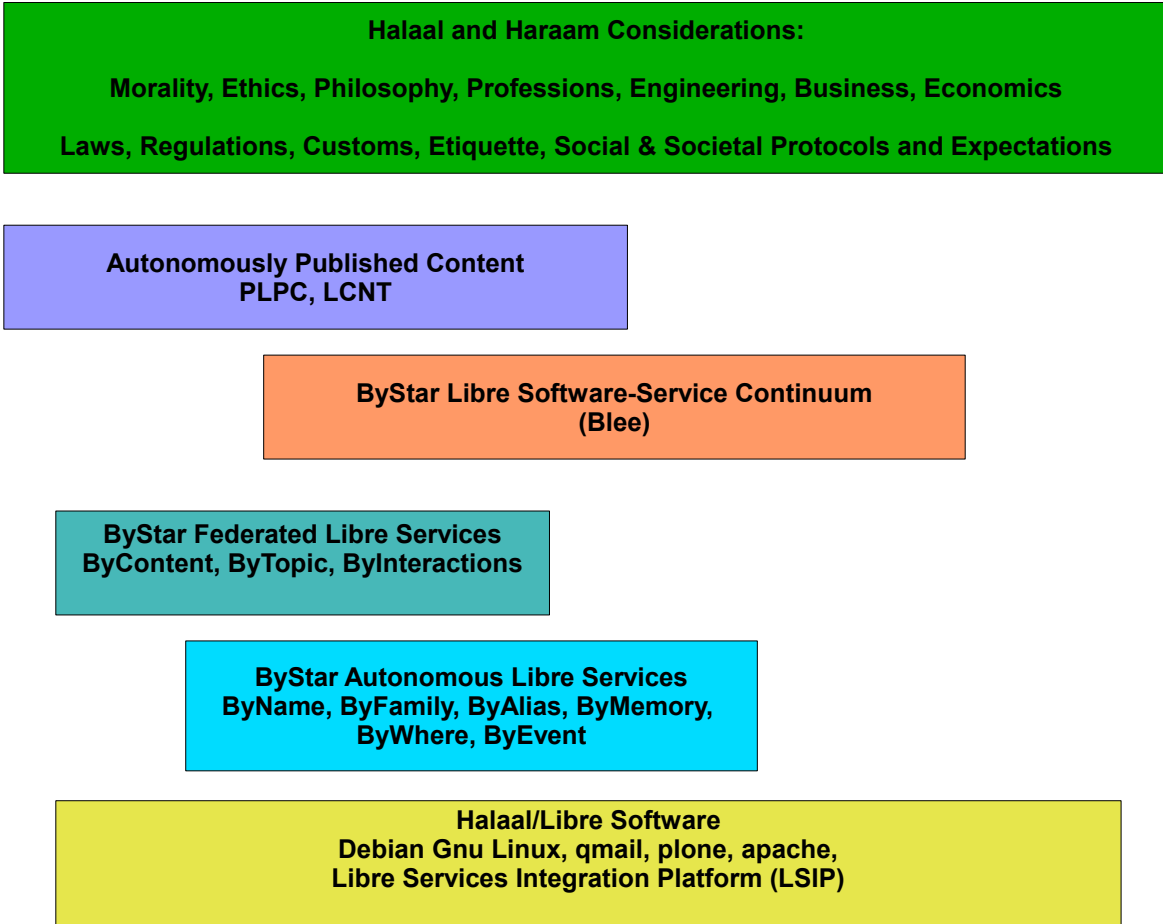 Halaal and Haraam Considerations:
Morality, Ethics, Philosophy, Professions, Engineering, Business, Economics
Laws, Regulations, Customs, Etiquette, Social & Societal Protocols and Expectations
Autonomously Published Content
PLPC, LCNT
ByStar Libre Software-Service Continuum
(Blee)
ByStar Federated Libre Services
ByContent, ByTopic, ByInteractions
ByStar Autonomous Libre Services
ByName, ByFamily, ByAlias, ByMemory,
ByWhere, ByEvent
Halaal/Libre Software
Debian Gnu Linux, qmail, plone, apache,
Libre Services Integration Platform (LSIP)